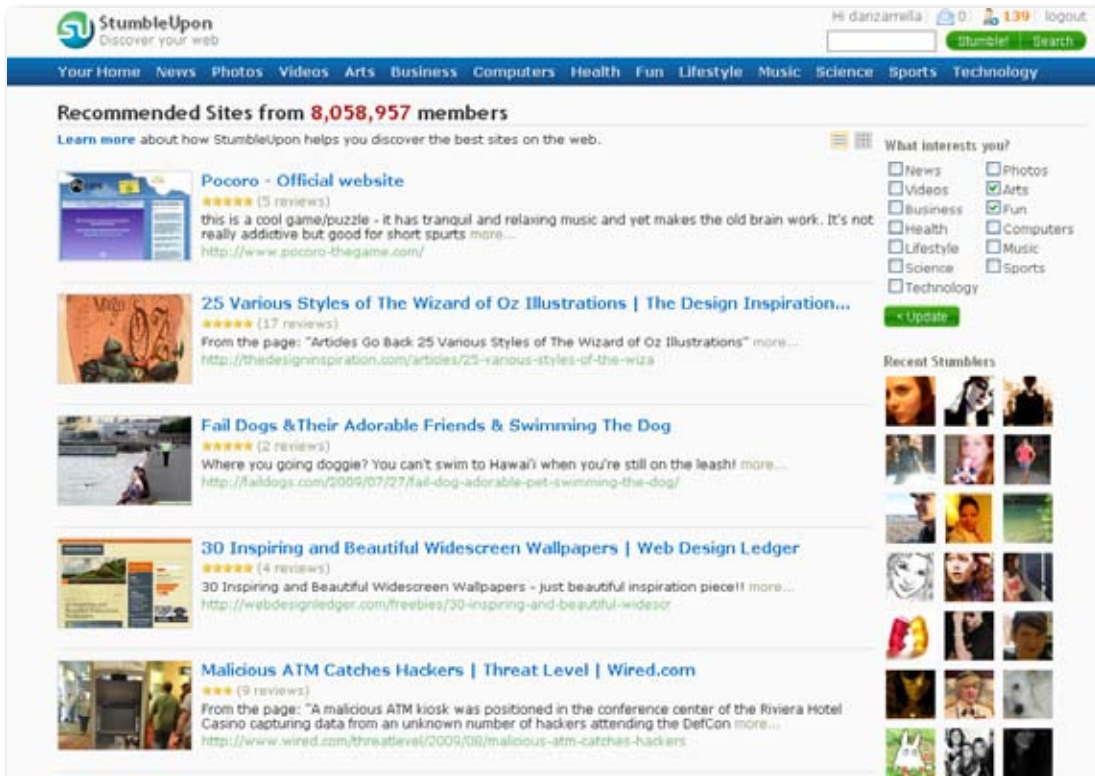 StumbleUpon
Discover your web
Hi danzarrella 0 139 logout
Stumble! Search
Your Home News Photos Videos Arts Business Computers Health Fun Lifestyle Music Science Sports Technology
Recommended Sites from 8,058,957 members
Learn more about how StumbleUpon helps you discover the best sites on the web.
Pocoro - Official website
(5 reviews)
this is a cool game/puzzle - it has tranquil and relaxing music and yet makes the old brain work. It's not
really addictive but good for short spurts more...
http://www.pocoro-thegame.com/
25 Various Styles of The Wizard of Oz Illustrations | The Design Inspiration...
(17 reviews)
From the page: "Articles Go Back 25 Various Styles of The Wizard of Oz Illustrations" more...
http://thedesigninspiration.com/articles/25-various-styles-of-the-wiza
Fail Dogs &Their Adorable Friends & Swimming The Dog
(2 reviews)
Where you going doggie? You can't swim to Hawai'i when you're still on the leash! more...
http://faildogs.com/2009/07/27/fail-dog-adorable-pet-swimming-the-dog/
30 Inspiring and Beautiful Widescreen Wallpapers | Web Design Ledger
(4 reviews)
30 Inspiring and Beautiful Widescreen Wallpapers - just beautiful inspiration piece!! more...
http://webdesignledger.com/freebies/30-inspiring-and-beautiful-widescr
Malicious ATM Catches Hackers | Threat Level | Wired.com
(9 reviews)
From the page: "A malicious ATM kiosk was positioned in the conference center of the Riviera Hotel
Casino capturing data from an unknown number of hackers attending the DefCon more...
http://www.wired.com/threatlevel/2009/08/malicious-atm-catches-hackers
What interests you?
News Photos
Videos Arts
Business Fun
Health Computers
Lifestyle Music
Science Sports
Technology
< Update
Recent Stumblers